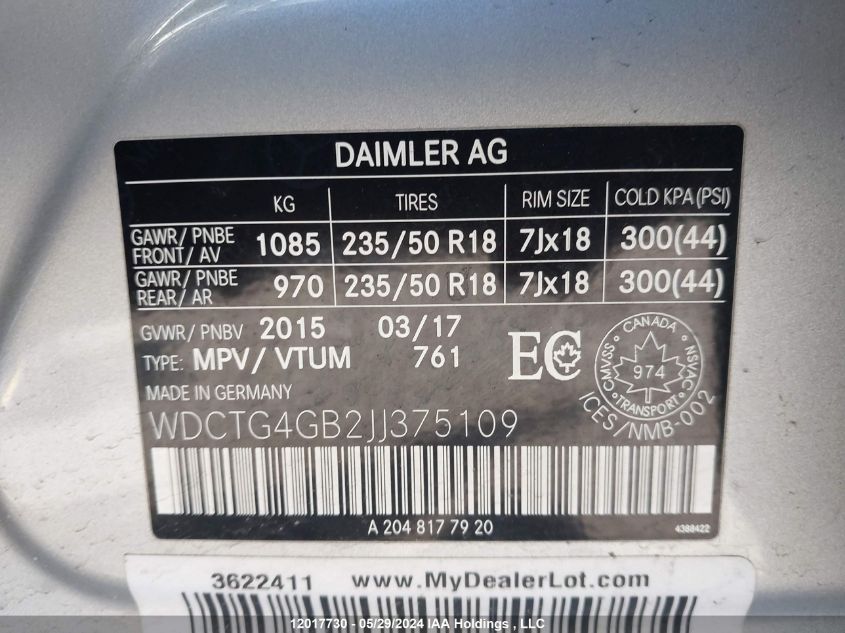 DAIMLER AG
KG TIRES RIM SIZE COLD KPA (PSI)
GAWR/ PNBE FRONT/ AV 1085 235/50 R18 7Jx18 300(44)
GAWR/ PNBE REAR/ AR 970 235/50 R18 7Jx18 300(44)
GVWR/ PNBV 2015 03/17
TYPE: MPV/ VTUM 761
EC
CANADA
CMVSS 974 NSVAC
TRANSPORT
ICES/NMB-002
MADE IN GERMANY
WDCTG4GB2JJ375109
A 204 817 79 20
4388422
3622411 www.MyDealerLot.com
12017730 - 05/29/2024 IAA Holdings, LLC